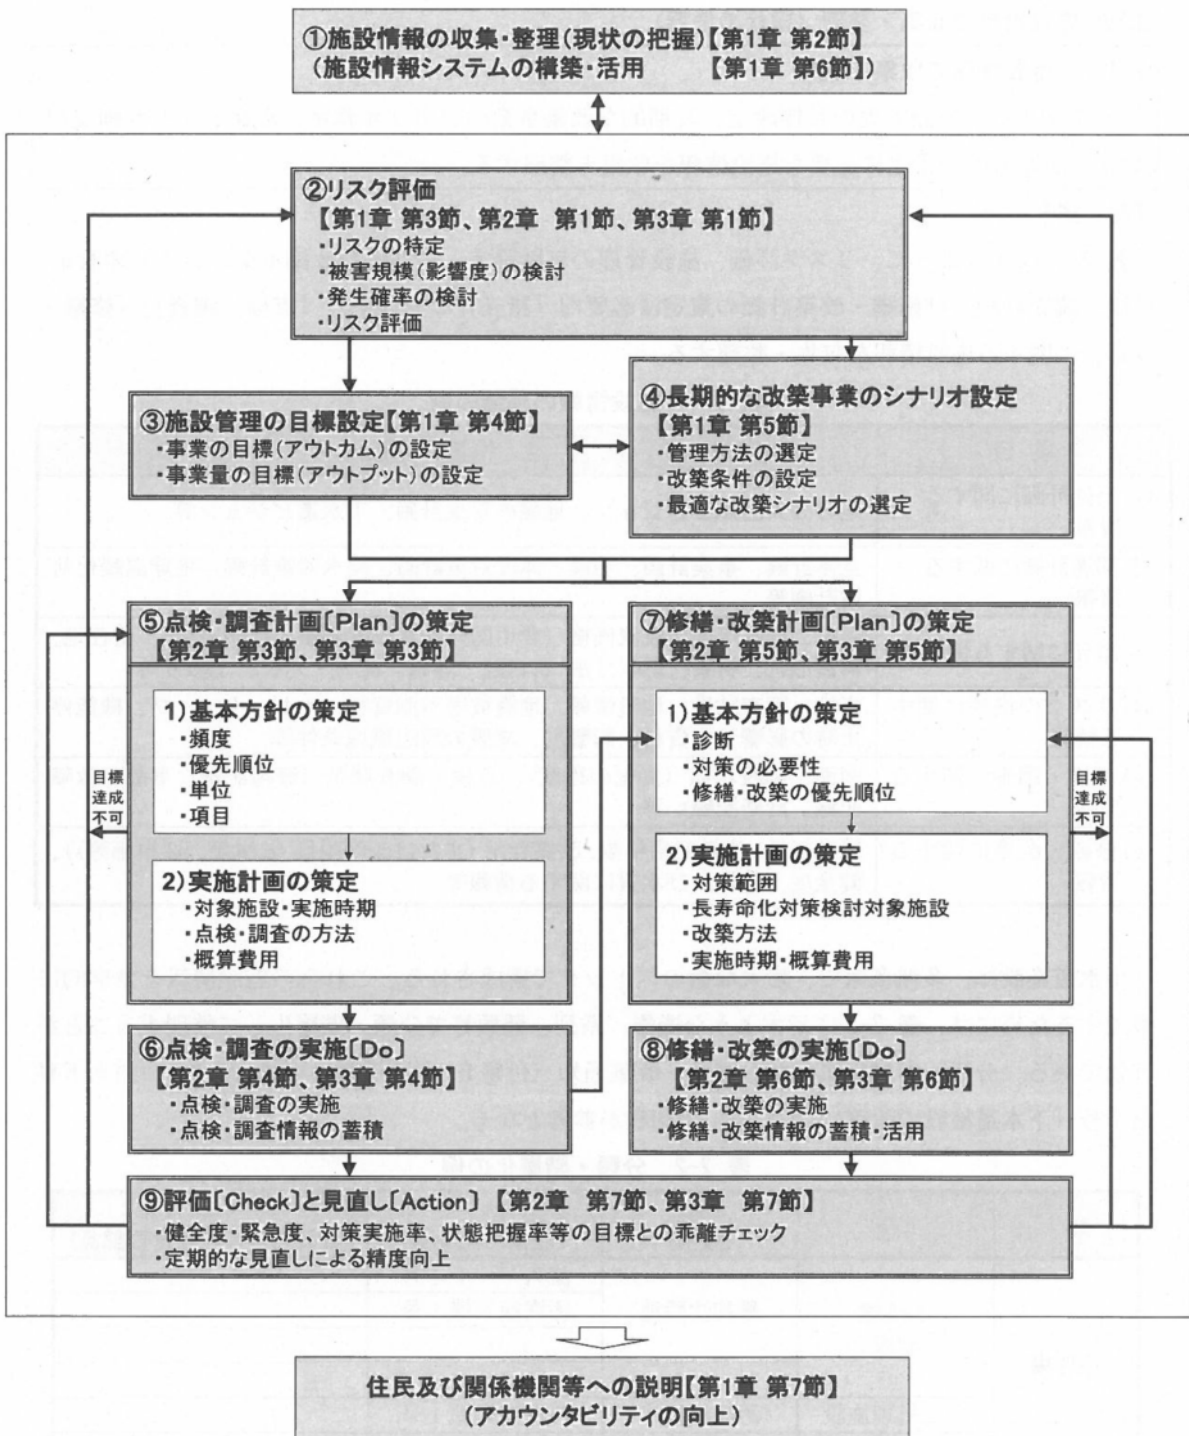 ①施設情報の収集・整理(現状の把握)【第1章 第2節】
(施設情報システムの構築・活用 【第1章 第6節】)
②リスク評価
【第1章 第3節、第2章 第1節、第3章 第1節】
・リスクの特定
・被害規模(影響度)の検討
・発生確率の検討
・リスク評価
③施設管理の目標設定【第1章 第4節】
・事業の目標(アウトカム)の設定
・事業量の目標(アウトプット)の設定
④長期的な改築事業のシナリオ設定
【第1章 第5節】
・管理方法の選定
・改築条件の設定
・最適な改築シナリオの選定
⑤点検・調査計画〔Plan〕の策定
【第2章 第3節、第3章 第3節】
1)基本方針の策定
・頻度
・優先順位
・単位
・項目
2)実施計画の策定
・対象施設・実施時期
・点検・調査の方法
・概算費用
目標
達成
不可
⑦修繕・改築計画〔Plan〕の策定
【第2章 第5節、第3章 第5節】
1)基本方針の策定
・診断
・対策の必要性
・修繕・改築の優先順位
2)実施計画の策定
・対策範囲
・長寿命化対策検討対象施設
・改築方法
・実施時期・概算費用
目標
達成
不可
⑥点検・調査の実施〔Do〕
【第2章 第4節、第3章 第4節】
・点検・調査の実施
・点検・調査情報の蓄積
⑧修繕・改築の実施〔Do〕
【第2章 第6節、第3章 第6節】
・修繕・改築の実施
・修繕・改築情報の蓄積・活用
⑨評価〔Check〕と見直し〔Action〕 【第2章 第7節、第3章 第7節】
・健全度・緊急度、対策実施率、状態把握率等の目標との乖離チェック
・定期的な見直しによる精度向上
住民及び関係機関等への説明【第1章 第7節】
(アカウンタビリティの向上)